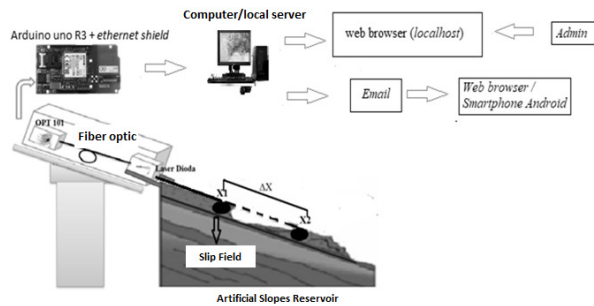 Computer/local server
Arduino uno R3 + ethernet shield
web browser (localhost)
Admin
Email
Web browser /
Smartphone Android
OPT 101
Fiber optic
Laser Dioda
ΔX
X1
X2
Slip Field
Artificial Slopes Reservoir